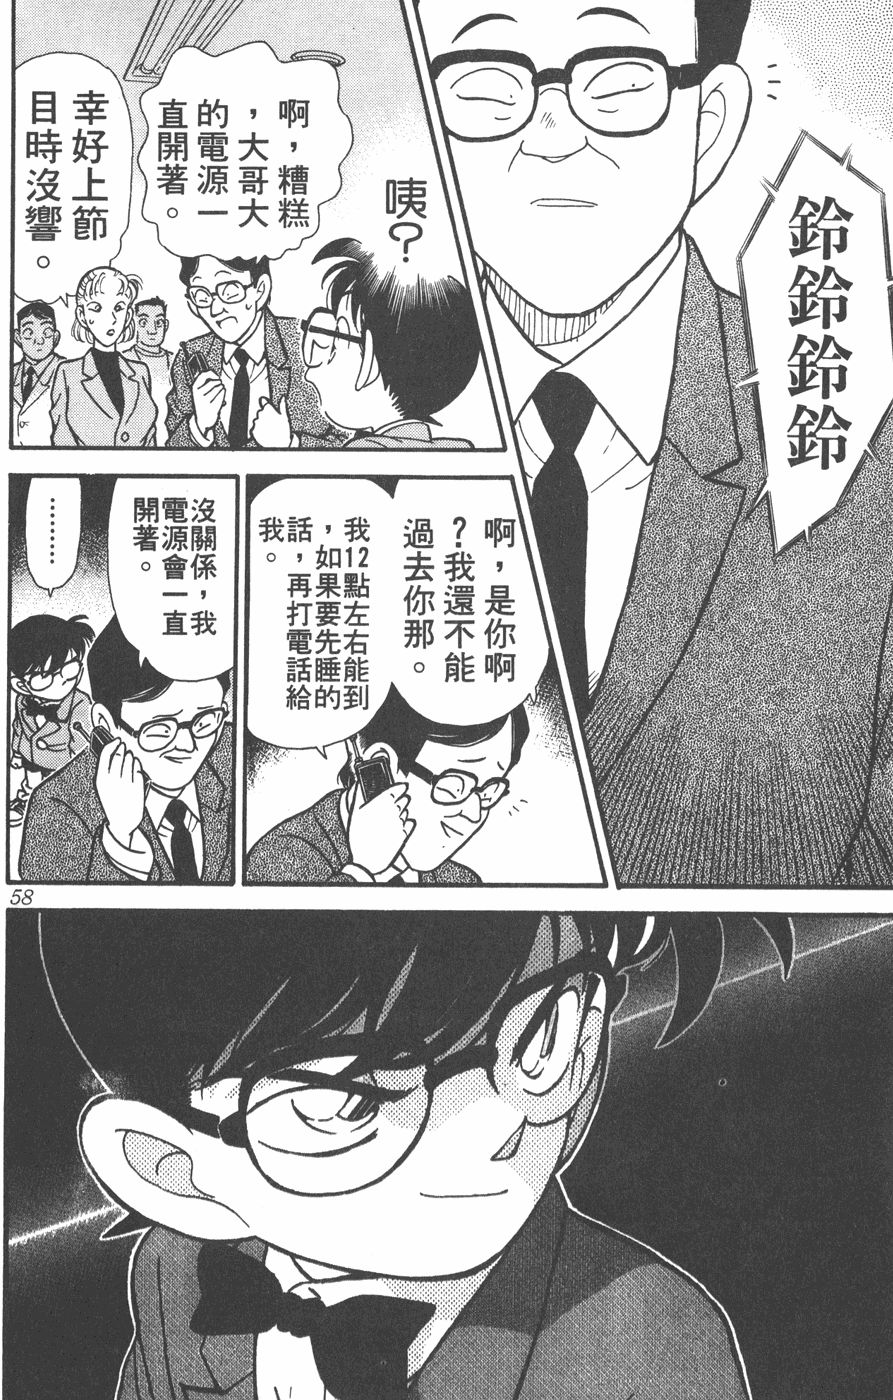 鈴鈴鈴鈴
咦?
啊，糟糕
，大哥大
的電源一
直開著。
幸好上節
目時沒響。
啊，是你啊
?我還不能
過去你那。
我12點左右能到
，如果要先睡的
話，再打電話給
我。
沒關係，我
電源會一直
開著。
………
58